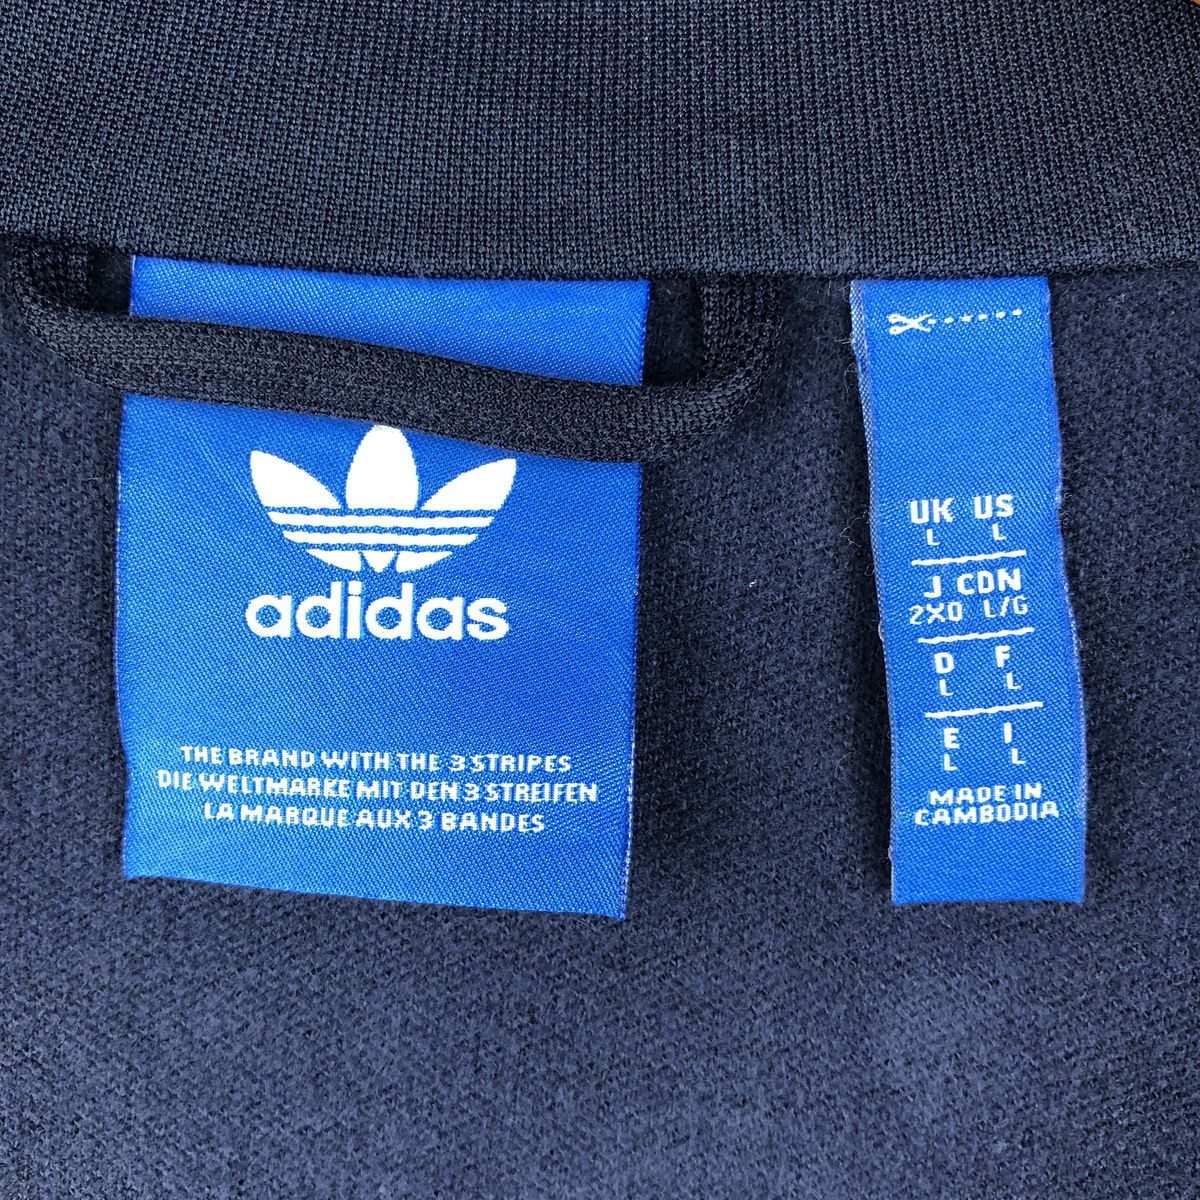 adidas
THE BRAND WITH THE 3 STRIPES
DIE WELTMARKE MIT DEN 3 STREIFEN
LA MARQUE AUX 3 BANDES
UK US
L L
J CDN
2XO L/G
D F
L L
E I
L L
MADE IN
CAMBODIA